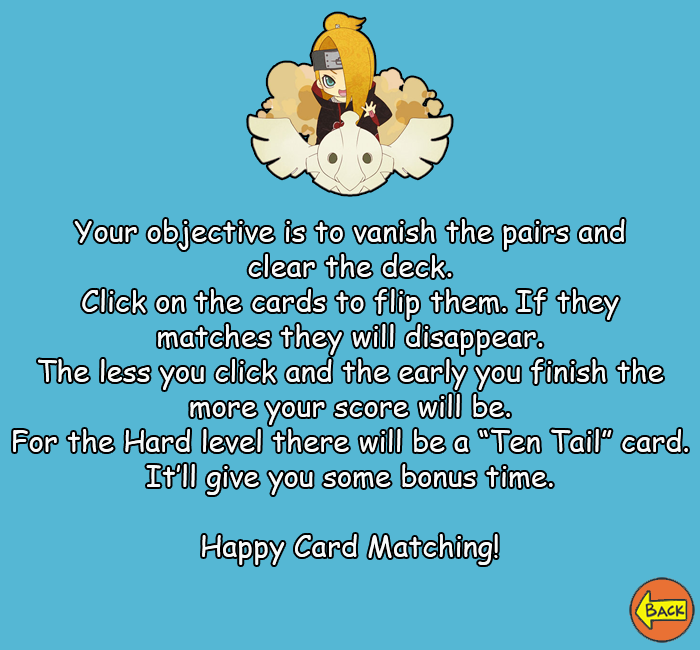 Your objective is to vanish the pairs and
clear the deck.
Click on the cards to flip them. If they
matches they will disappear.
The less you click and the early you finish the
more your score will be.
For the Hard level there will be a “Ten Tail” card.
It’ll give you some bonus time.
Happy Card Matching!
BACK